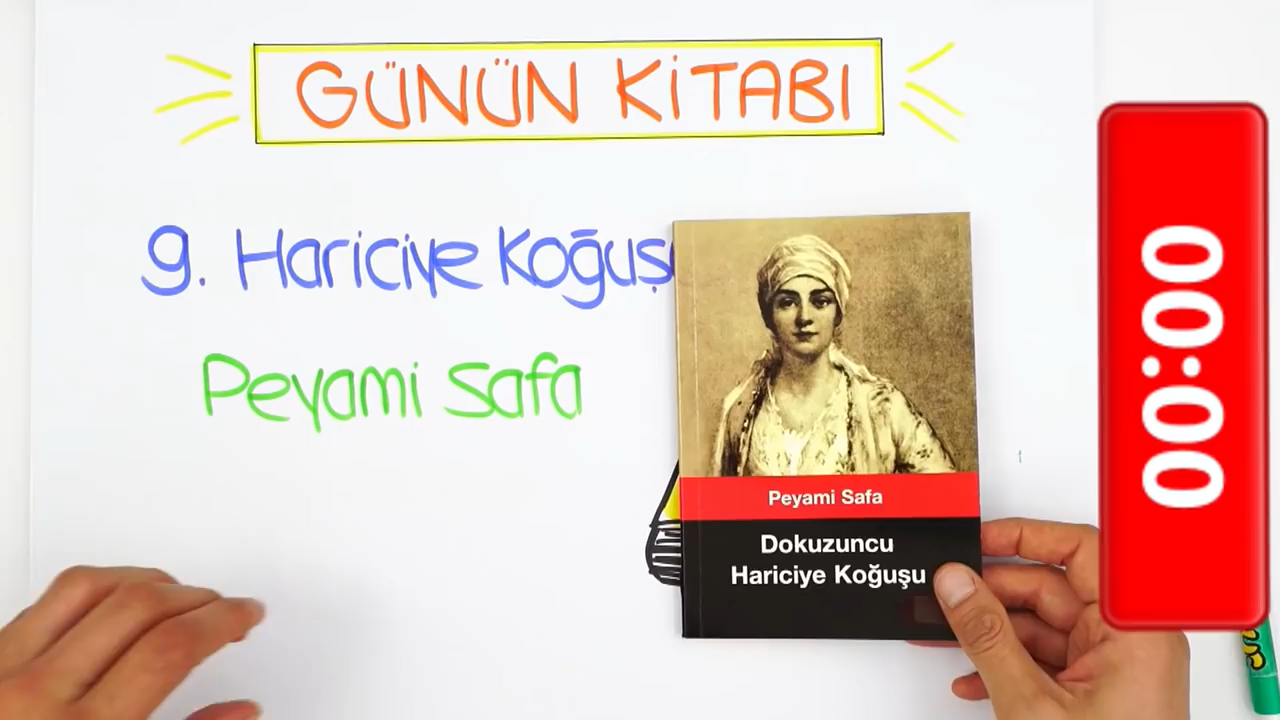 GÜNÜN KİTABI
9. Hariciye Koğuşu
Peyami Safa
Peyami Safa
Dokuzuncu
Hariciye Koğuşu
00:00